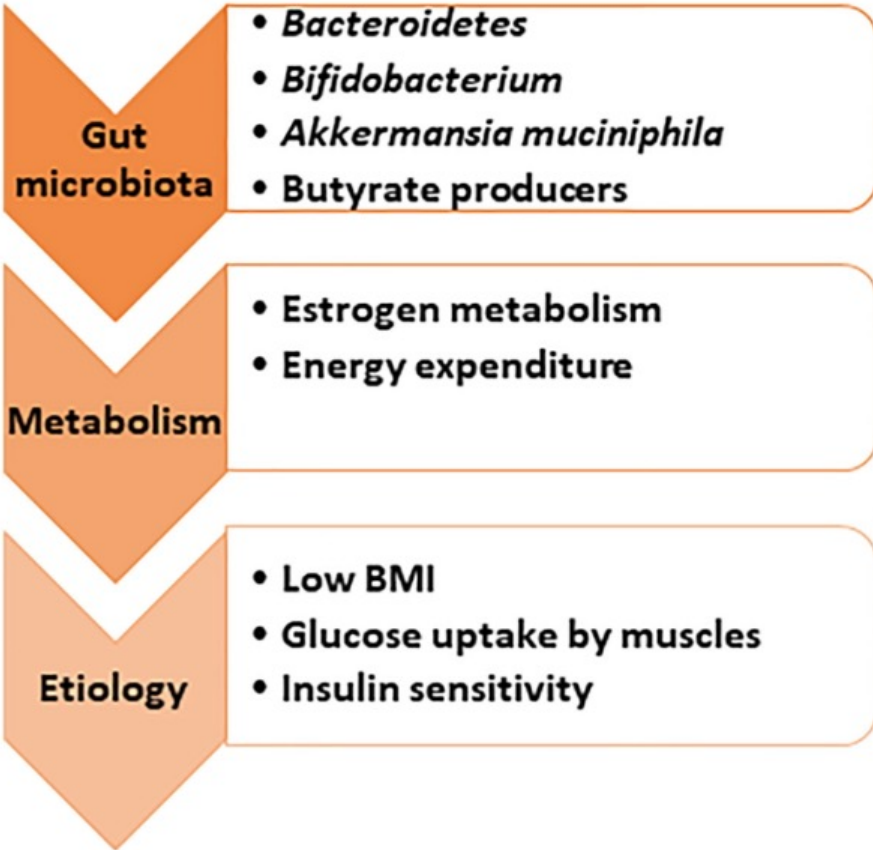 Gut
microbiota
• Bacteroidetes
• Bifidobacterium
• Akkermansia muciniphila
• Butyrate producers
Metabolism
• Estrogen metabolism
• Energy expenditure
Etiology
• Low BMI
• Glucose uptake by muscles
• Insulin sensitivity